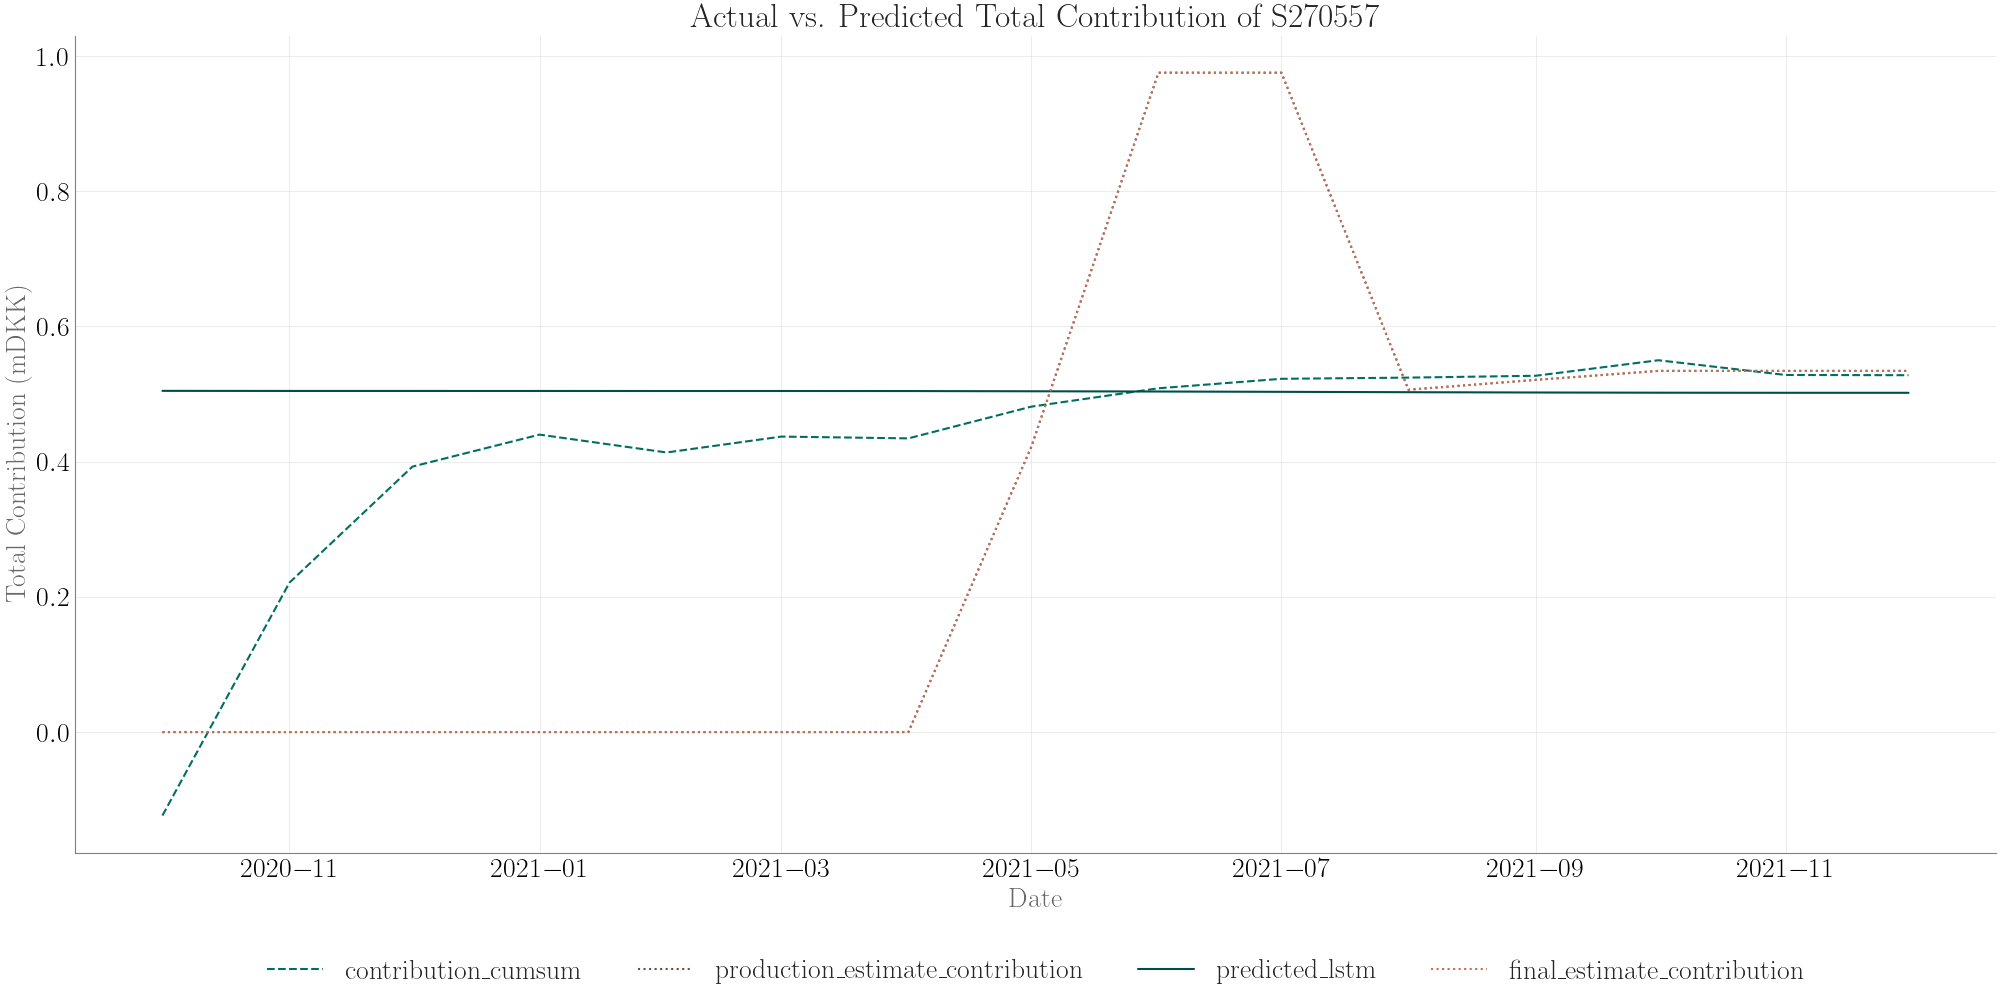 Actual vs. Predicted Total Contribution of S270557
Total Contribution (mDKK)
1.0
0.8
0.6
0.4
0.2
0.0
2020−11 2021−01 2021−03 2021−05 2021−07 2021−09 2021−11
Date
contribution_cumsum production_estimate_contribution predicted_lstm final_estimate_contribution